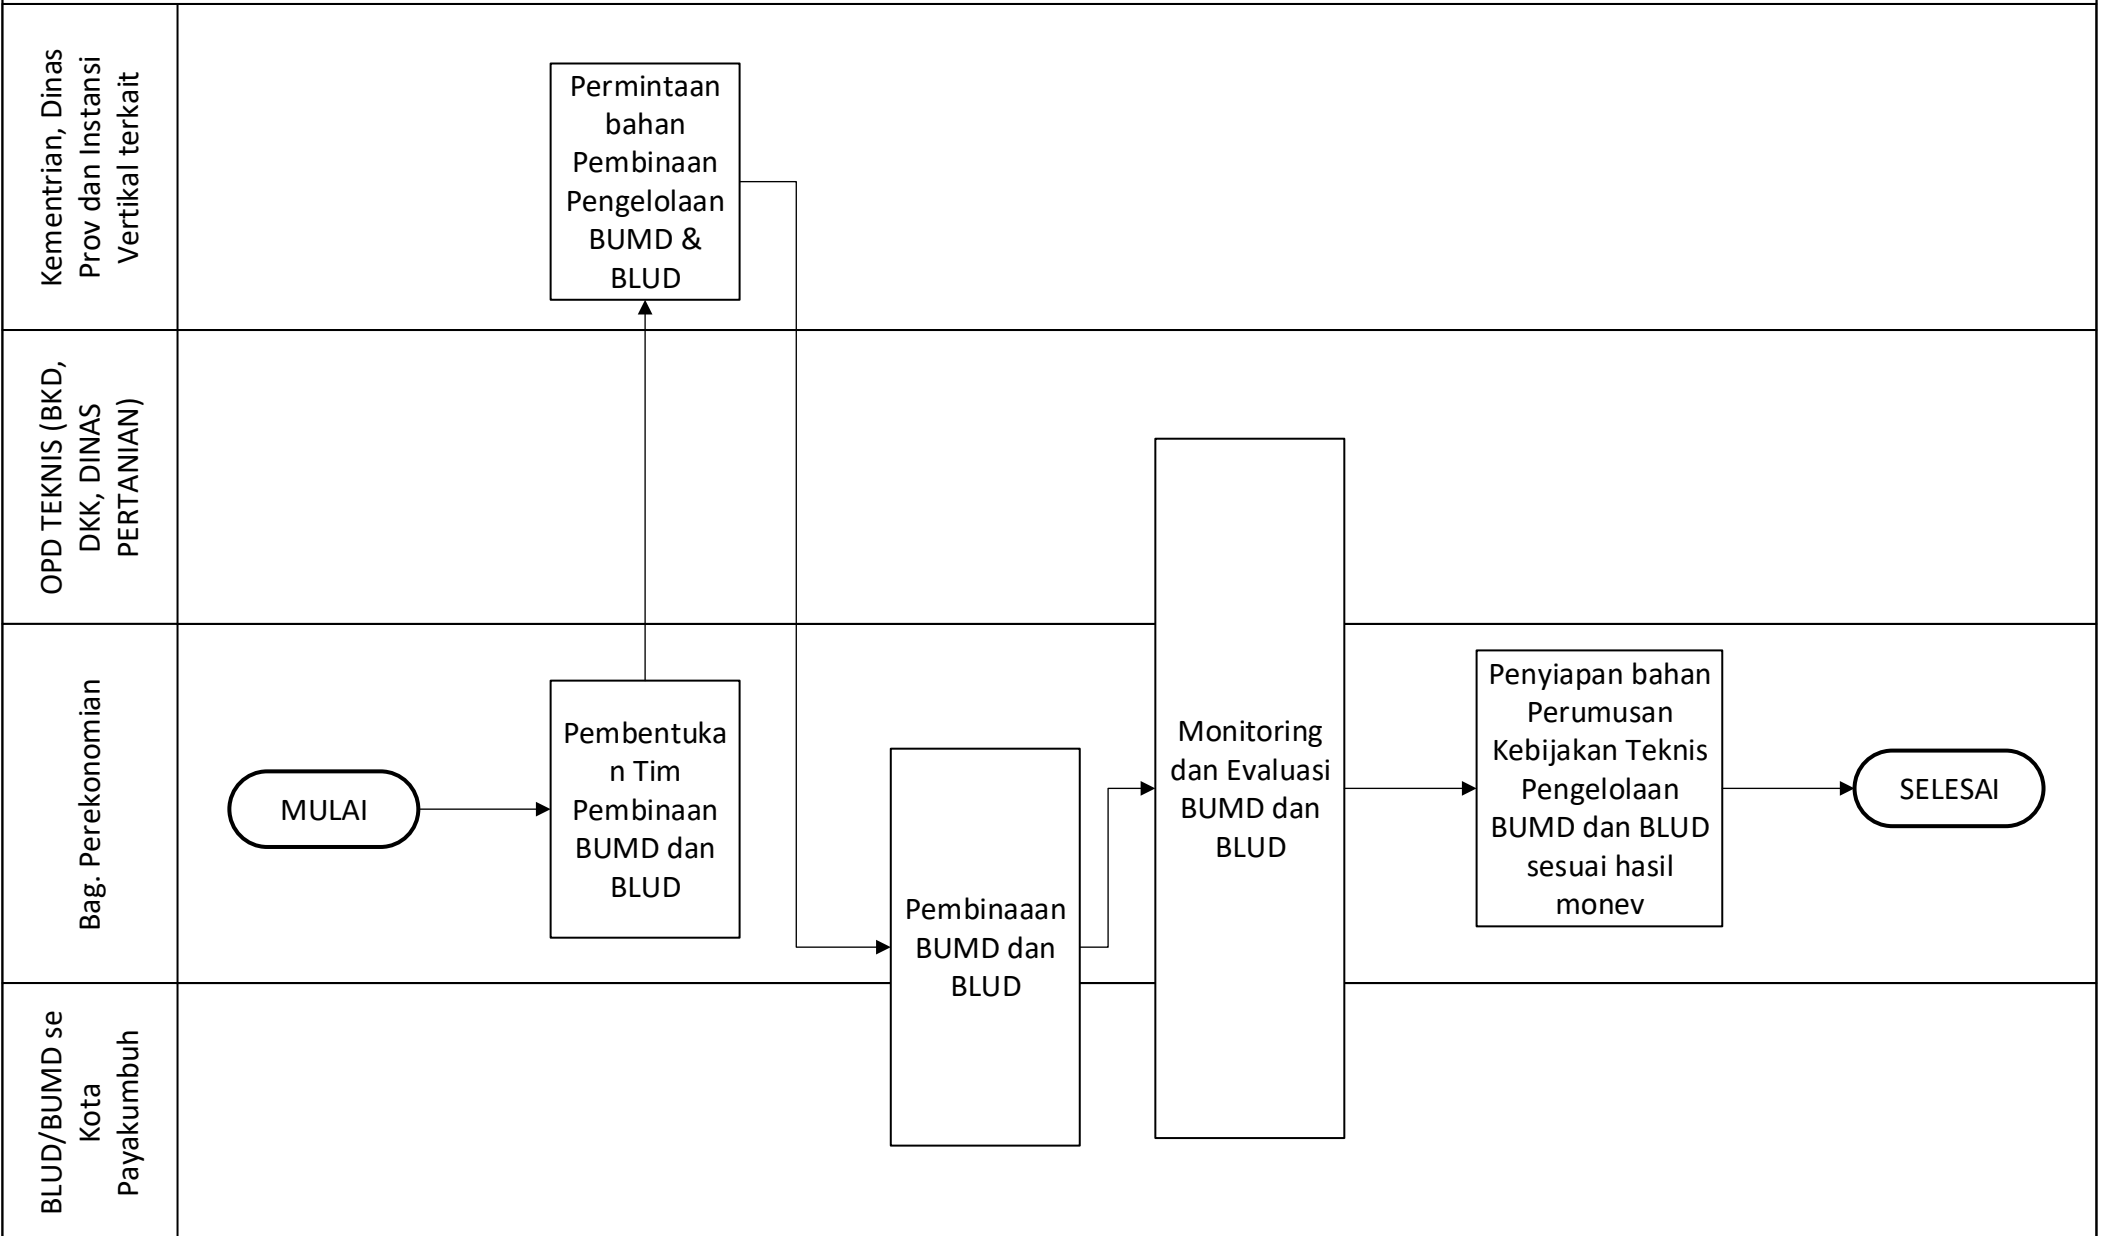 Kementrian, Dinas
Prov dan Instansi
Vertikal terkait
Permintaan
bahan
Pembinaan
Pengelolaan
BUMD &
BLUD
OPD TEKNIS (BKD,
DKK, DINAS
PERTANIAN)
Bag. Perekonomian
MULAI
Pembentuka
n Tim
Pembinaan
BUMD dan
BLUD
Pembinaaan
BUMD dan
BLUD
Monitoring
dan Evaluasi
BUMD dan
BLUD
Penyiapan bahan
Perumusan
Kebijakan Teknis
Pengelolaan
BUMD dan BLUD
sesuai hasil
monev
SELESAI
BLUD/BUMD se
Kota
Payakumbuh